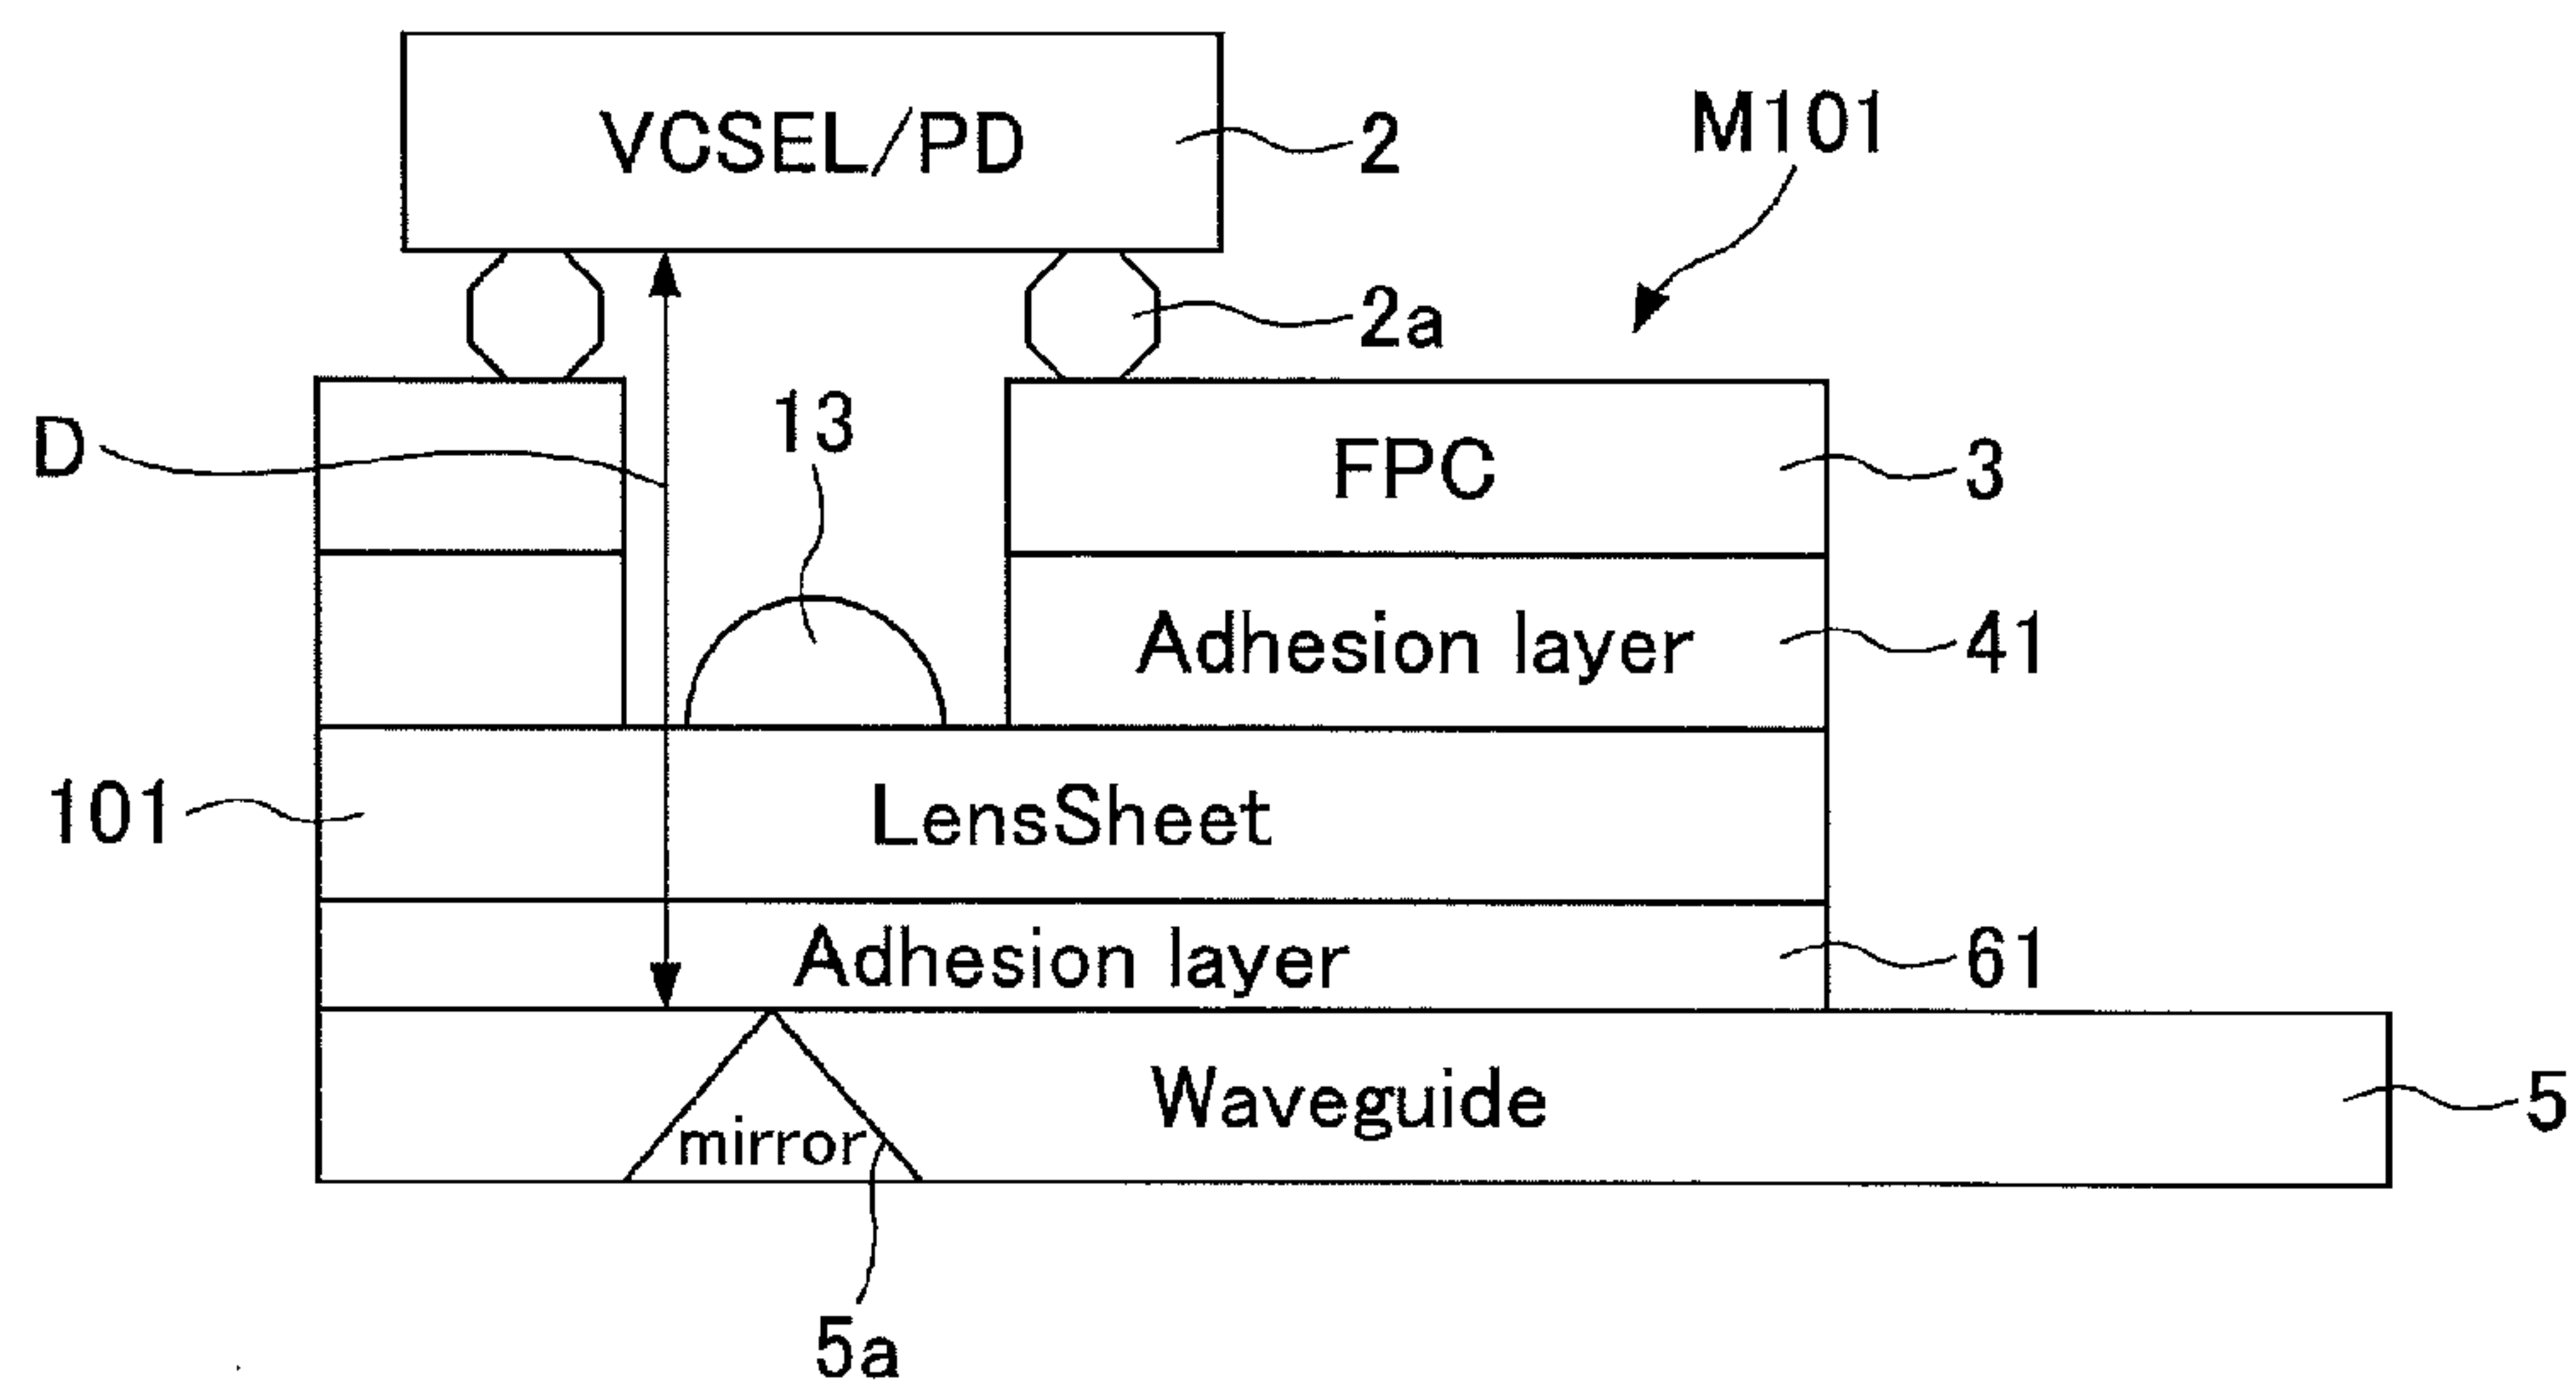 VCSEL/PD
2
M101
2a
D
13
FPC
3
Adhesion layer
41
101
LensSheet
Adhesion layer
61
Waveguide
5
mirror
5a